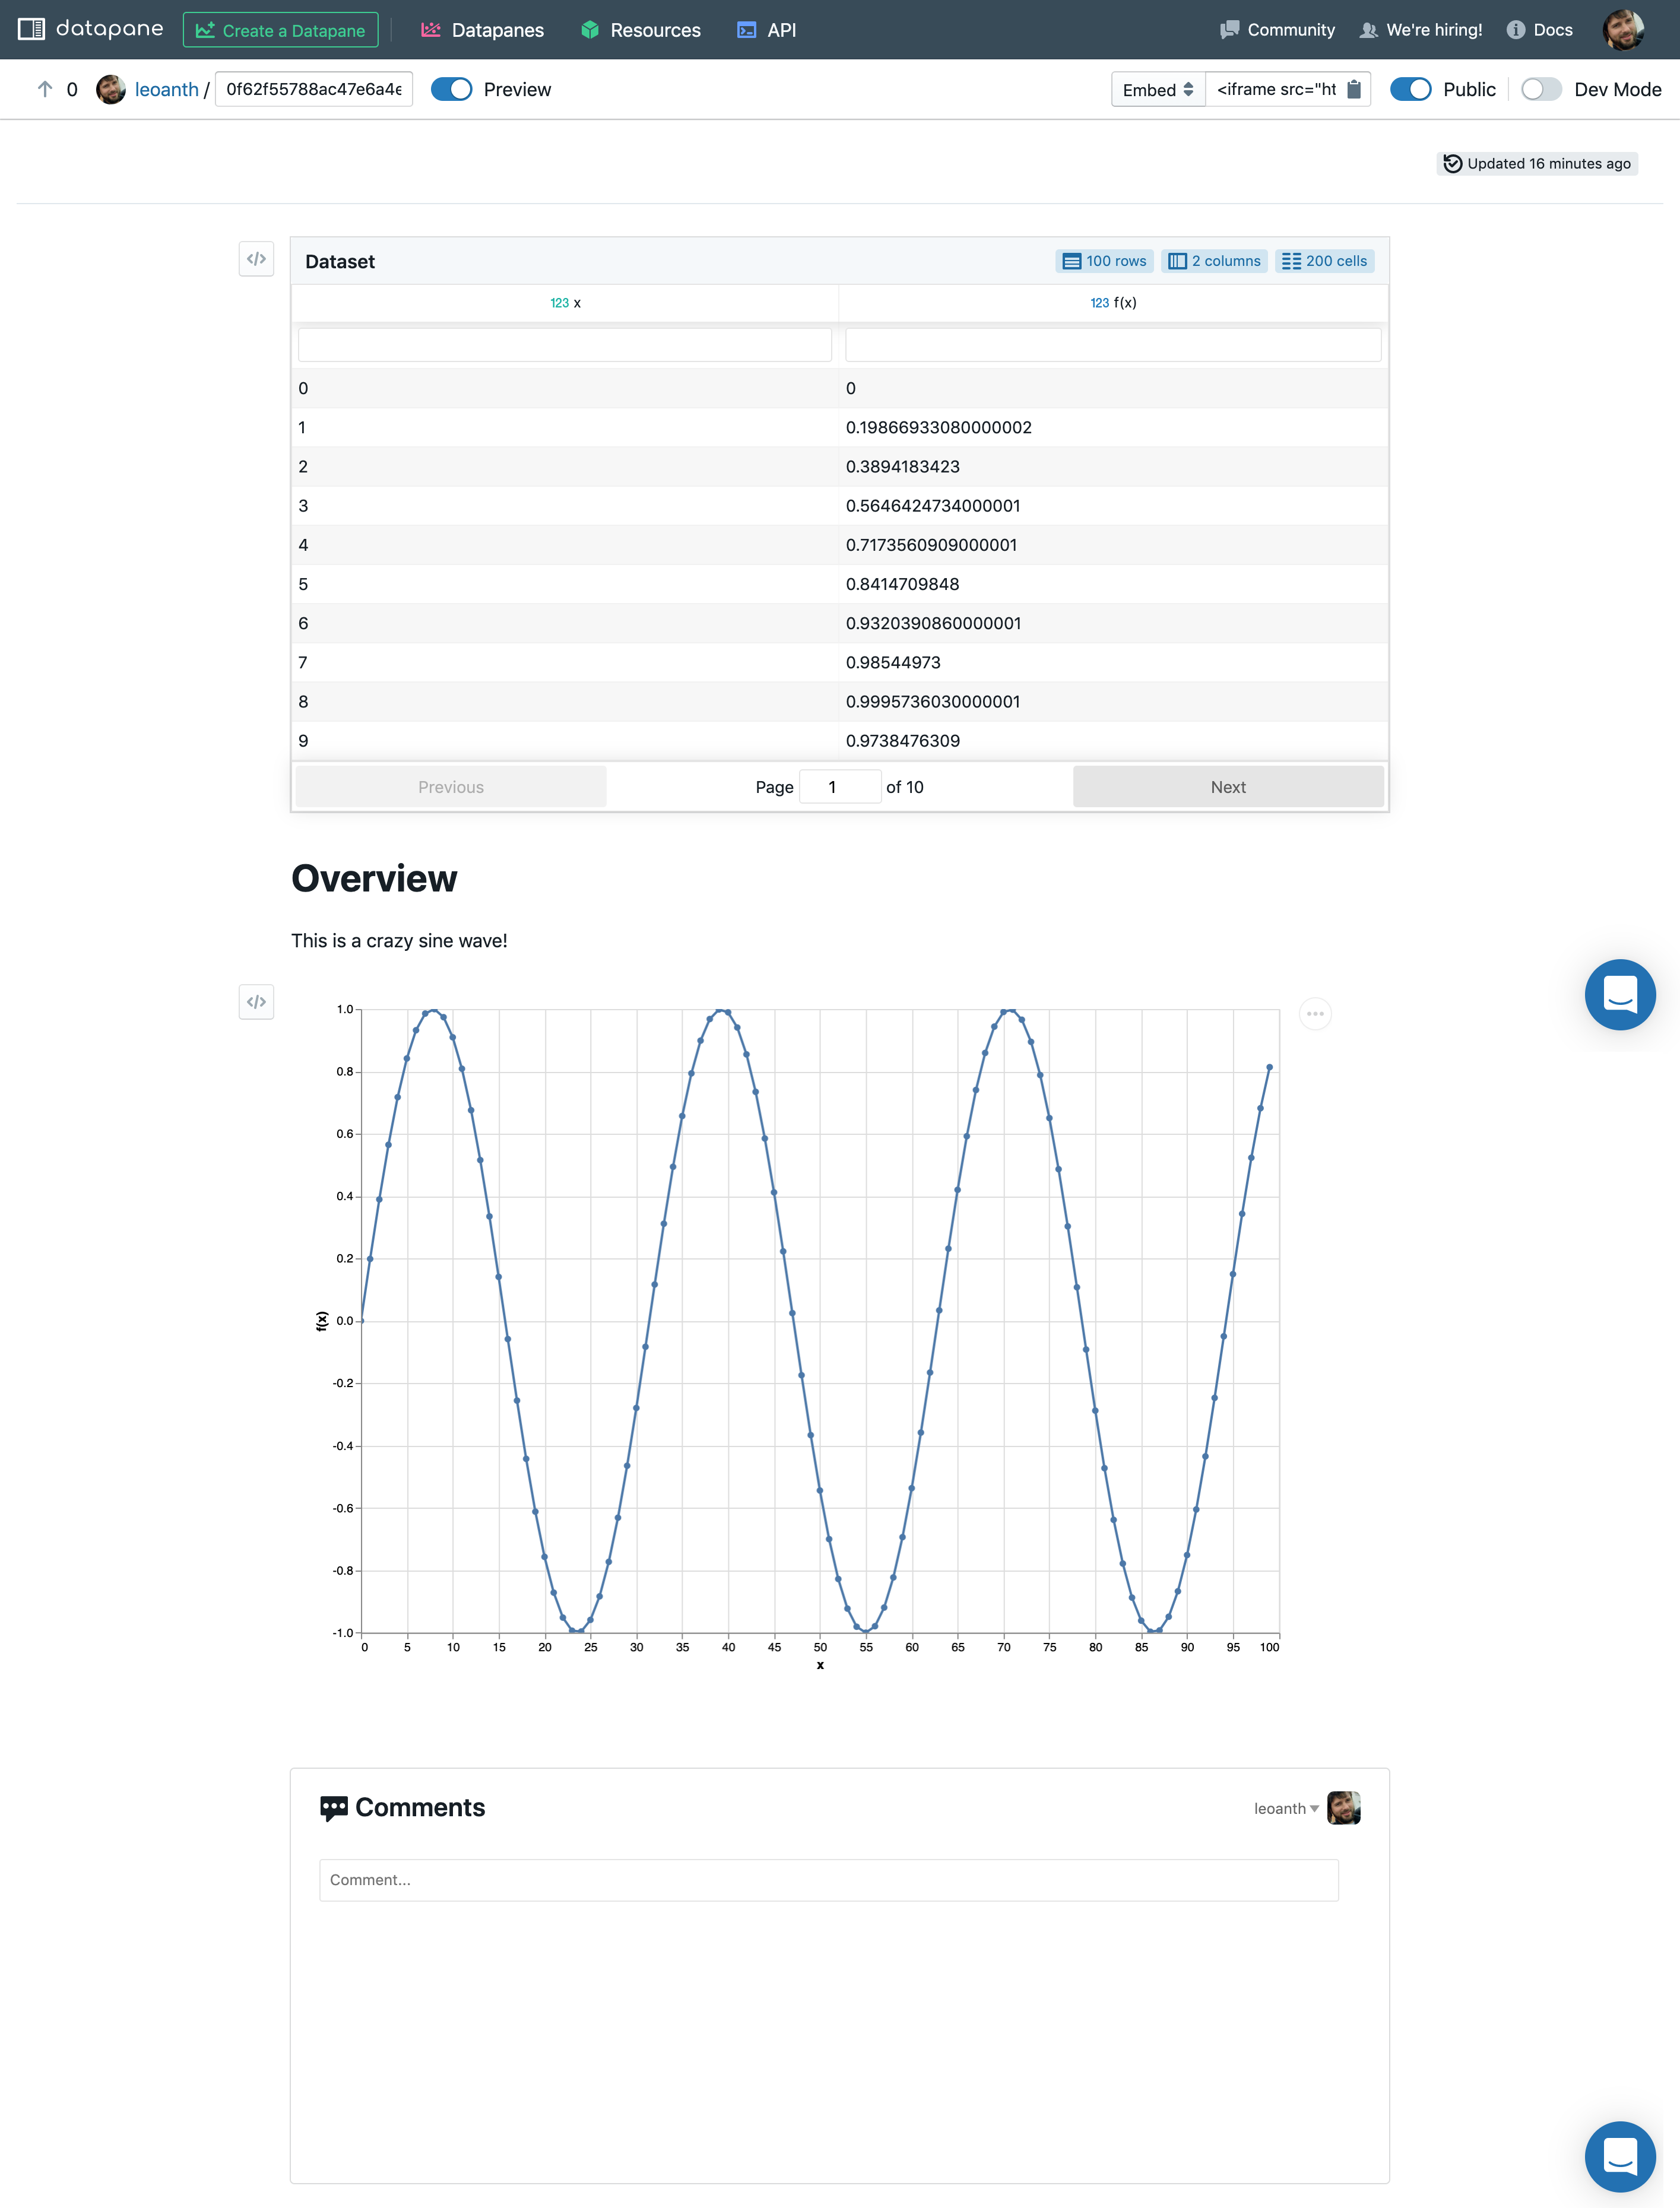 datapane Create a Datapane Datapanes Resources API Community We're hiring! Docs
0 leoanth / 0f62f55788ac47e6a4e Preview Embed <iframe src="ht Public Dev Mode
Updated 16 minutes ago
Dataset 100 rows 2 columns 200 cells
123 x 123 f(x)
0 0
1 0.19866933080000002
2 0.3894183423
3 0.5646424734000001
4 0.7173560909000001
5 0.8414709848
6 0.9320390860000001
7 0.98544973
8 0.9995736030000001
9 0.9738476309
Previous Page 1 of 10 Next
Overview
This is a crazy sine wave!
1.0
0.8
0.6
0.4
0.2
f(x) 0.0
-0.2
-0.4
-0.6
-0.8
-1.0
0 5 10 15 20 25 30 35 40 45 50 55 60 65 70 75 80 85 90 95 100
x
Comments leoanth
Comment...